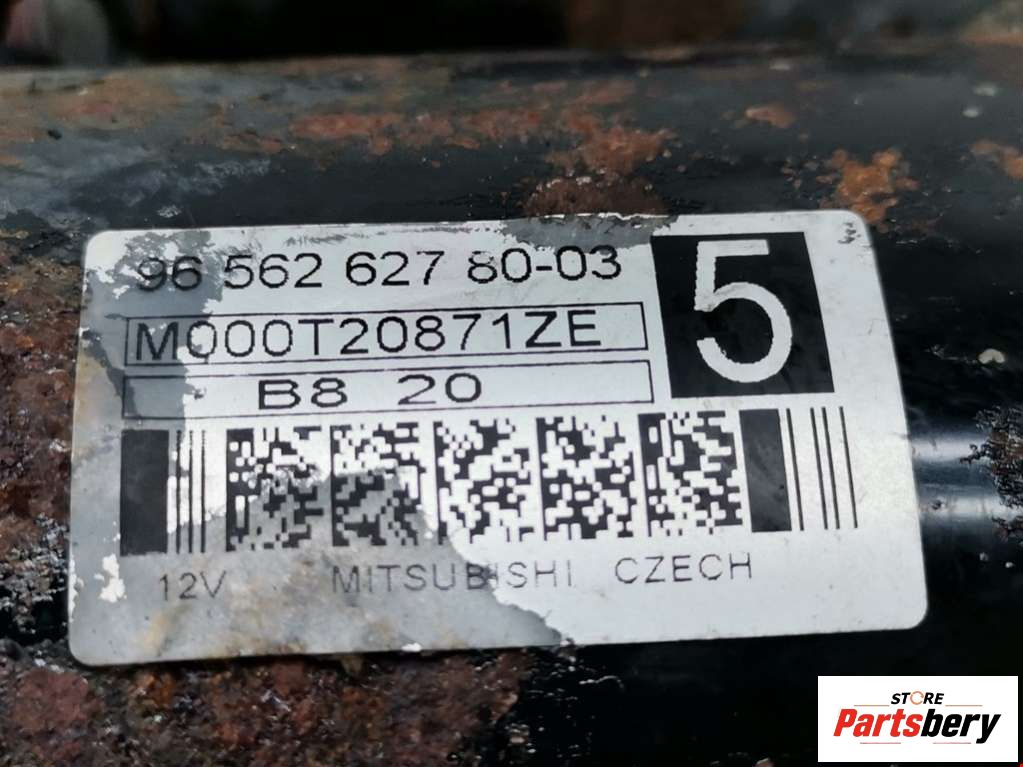 96 562 627 80-03
5
M000T20871ZE
B8 20
12V MITSUBISHI CZECH
STORE
Partsbery